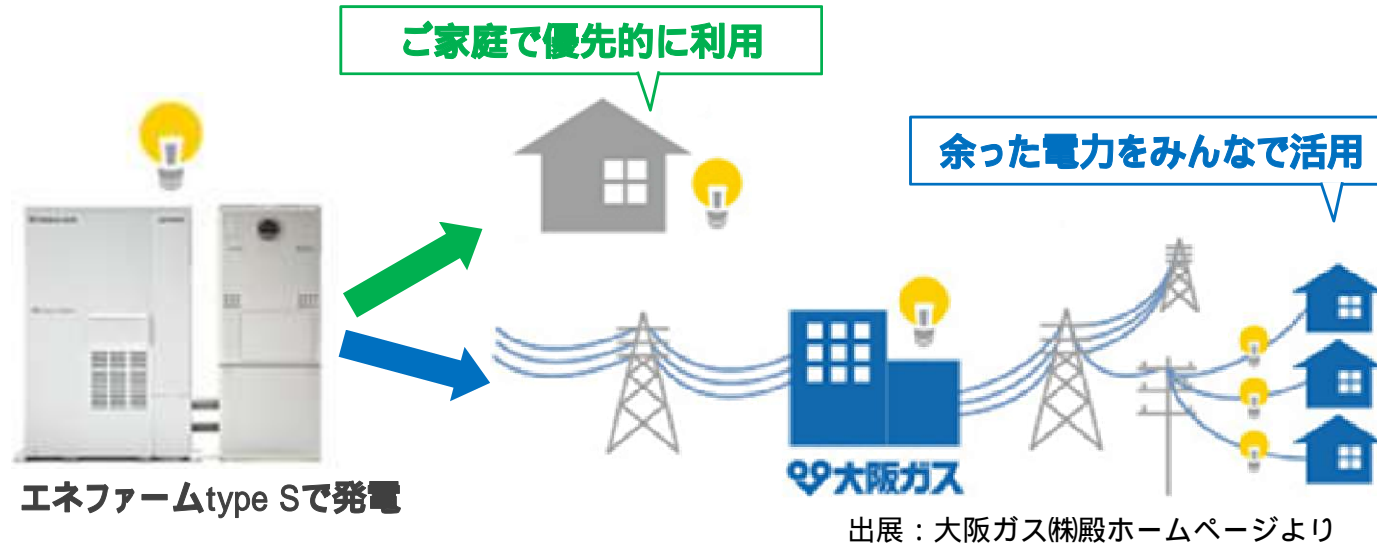 ご家庭で優先的に利用
余った電力をみんなで活用
大阪ガス
エネファームtype Sで発電
出展：大阪ガス㈱殿ホームページより